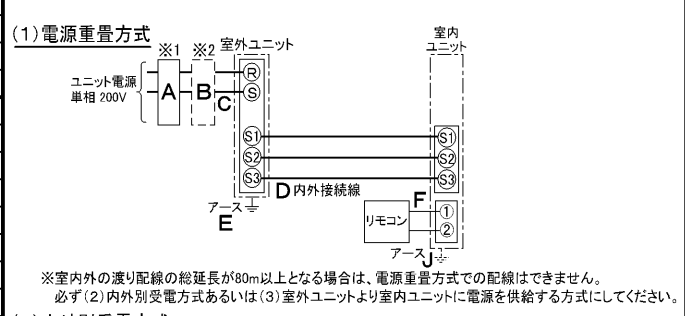 (1)電源重畳方式
※1 ※2 室外ユニット
室内
ユニット
ユニット電源
単相 200V
A
B
C
R
S
S1
S2
S3
S1
S2
S3
D 内外接続線
アース
E
リモコン
F
①
②
アース
J
※室内外の渡り配線の総延長が80m以上となる場合は、電源重畳方式での配線はできません。
必ず(2)内外別受電方式あるいは(3)室外ユニットより室内ユニットに電源を供給する方式にしてください。